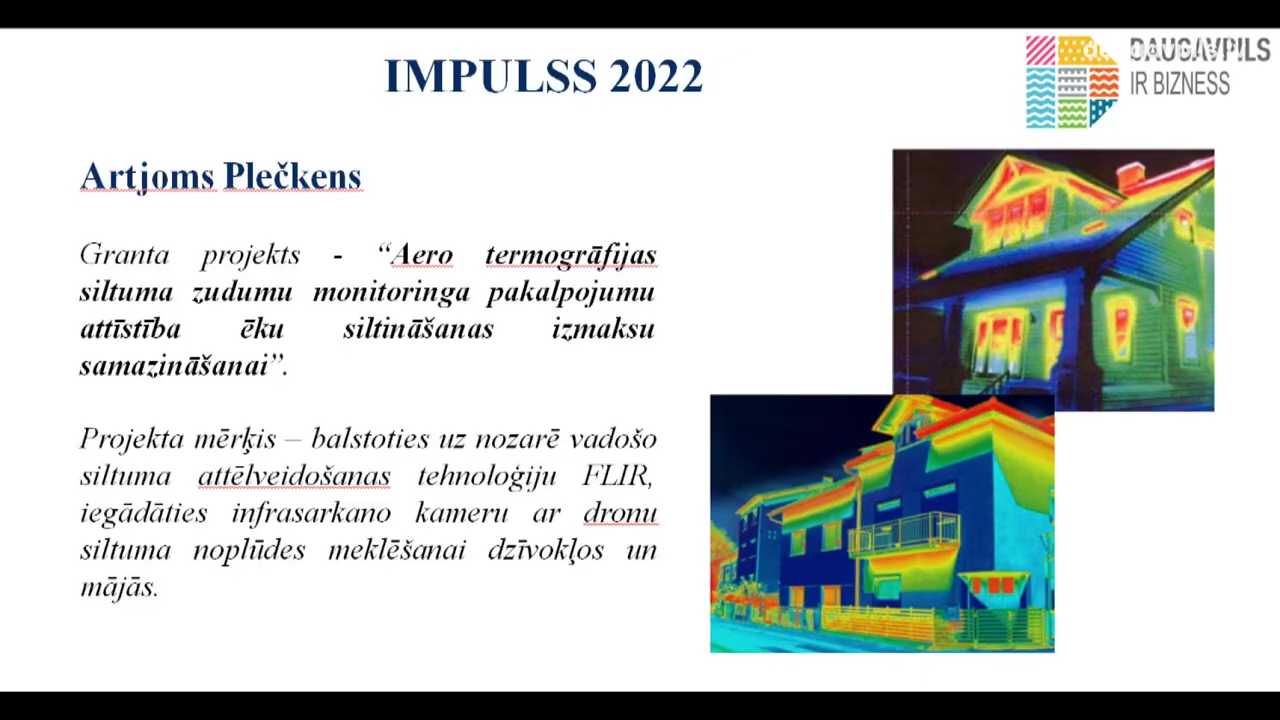 IMPULSS 2022
DAUGAVPILS
IR BIZNESS
Artjoms Plečkens
Granta projekts - “Aero termogrāfijas
siltuma zudumu monitoringa pakalpojumu
attīstība ēku siltināšanas izmaksu
samazināšanai”.
Projekta mērķis – balstoties uz nozarē vadošo
siltuma attēlveidošanas tehnoloģiju FLIR,
iegādāties infrasarkano kameru ar dronu
siltuma noplūdes meklēšanai dzīvokļos un
mājās.